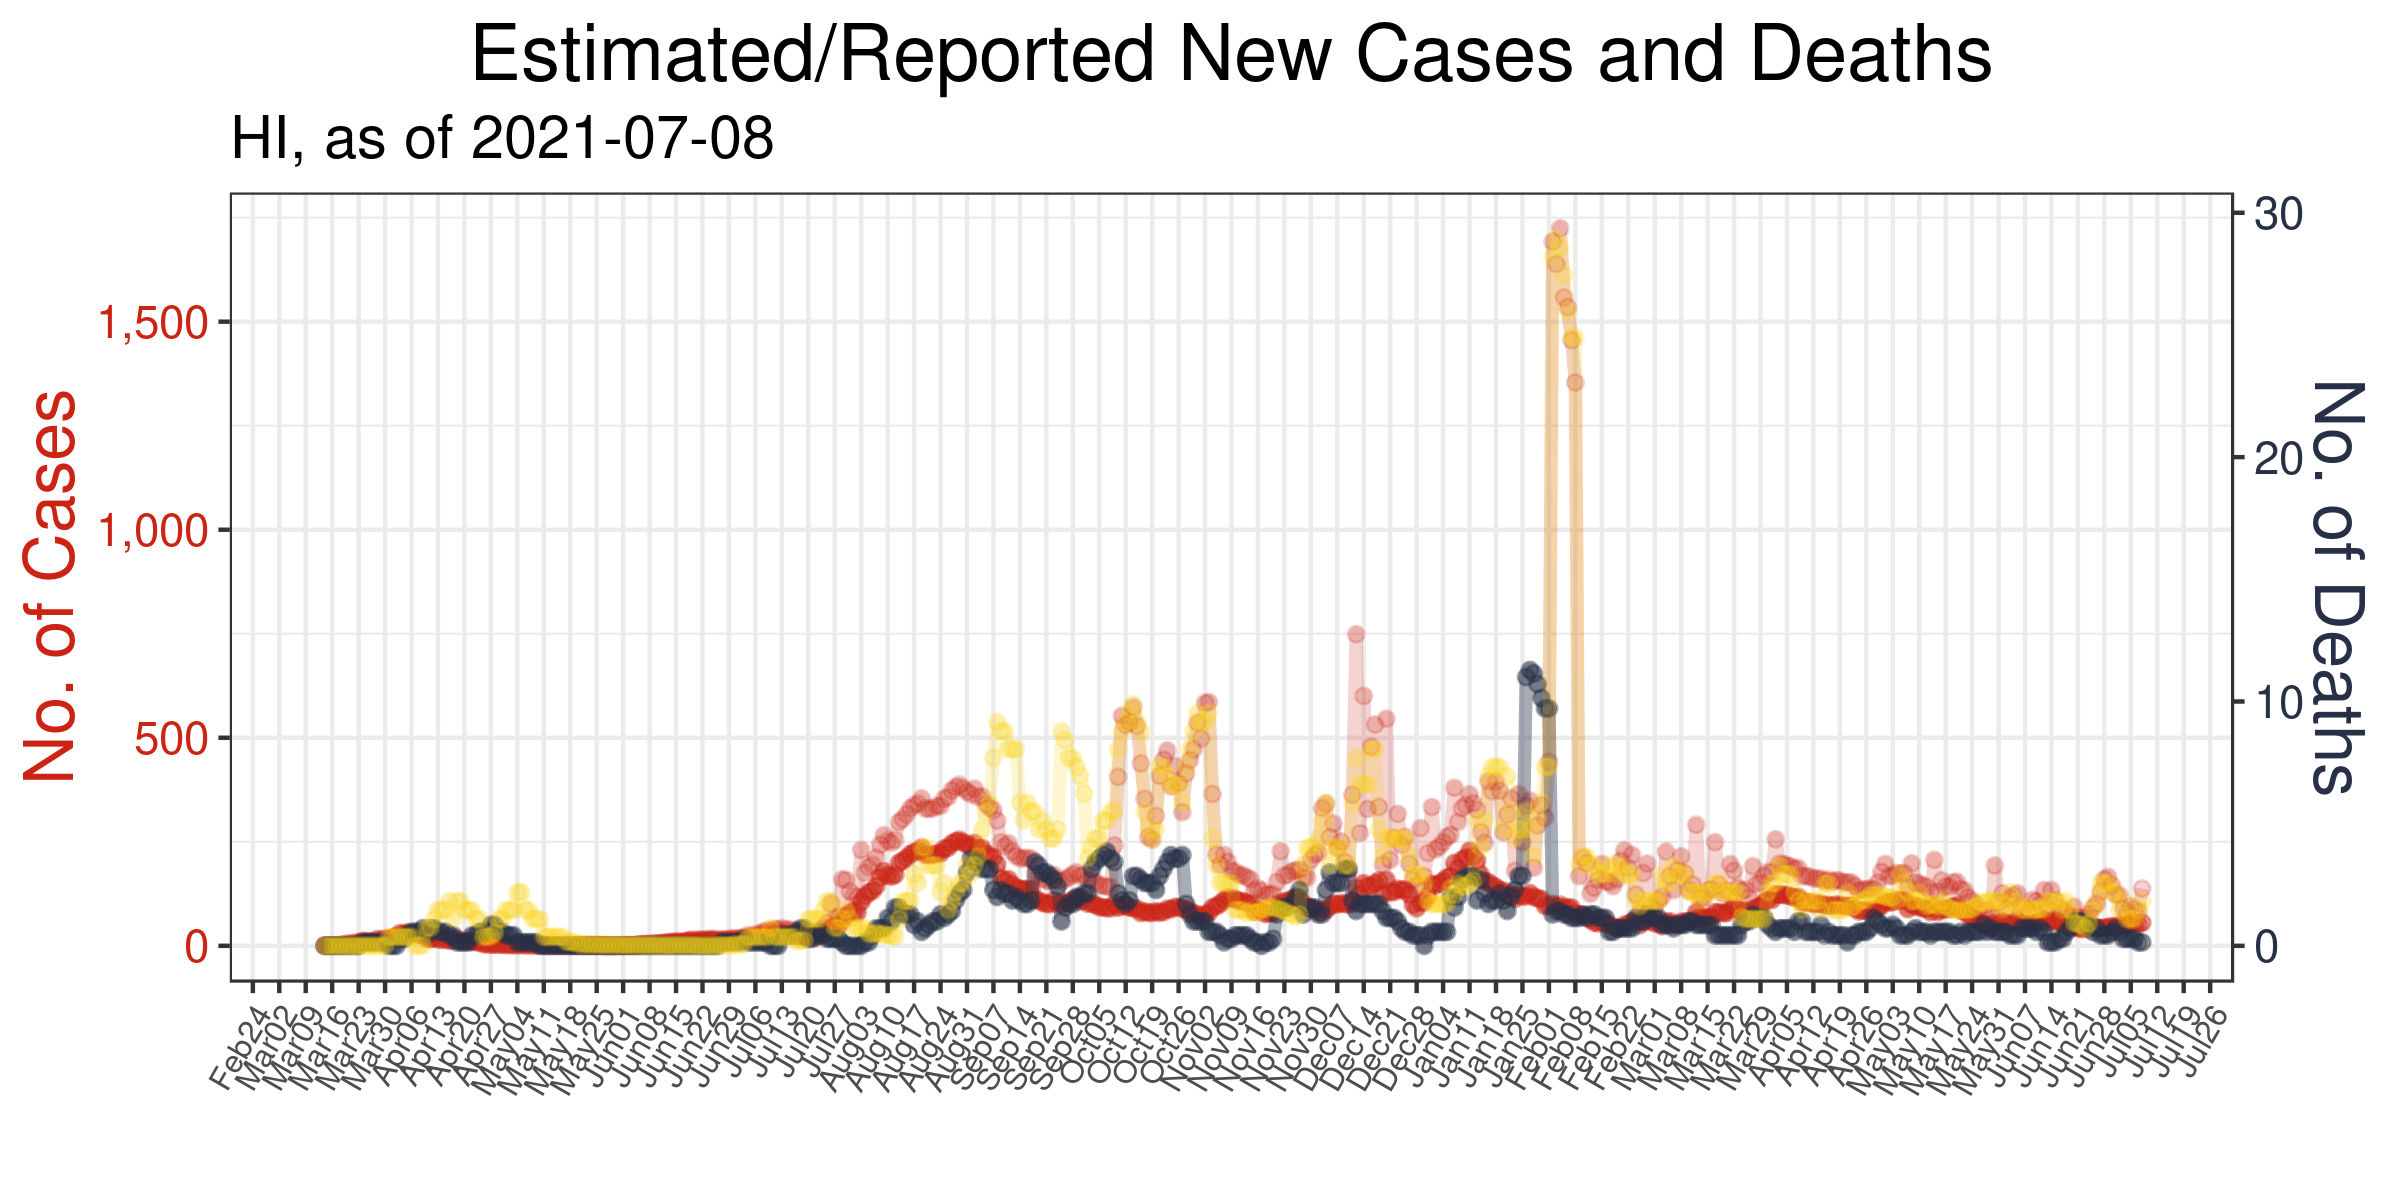 Estimated/Reported New Cases and Deaths
HI, as of 2021-07-08
No. of Cases
1,500
1,000
500
0
30
20
10
0
No. of Deaths
Feb24
Mar02
Mar09
Mar16
Mar23
Mar30
Apr06
Apr13
Apr20
Apr27
May04
May11
May18
May25
Jun01
Jun08
Jun15
Jun22
Jun29
Jul06
Jul13
Jul20
Jul27
Aug03
Aug10
Aug17
Aug24
Aug31
Sep07
Sep14
Sep21
Sep28
Oct05
Oct12
Oct19
Oct26
Nov02
Nov09
Nov16
Nov23
Nov30
Dec07
Dec14
Dec21
Dec28
Jan04
Jan11
Jan18
Jan25
Feb01
Feb08
Feb15
Feb22
Mar01
Mar08
Mar15
Mar22
Mar29
Apr05
Apr12
Apr19
Apr26
May03
May10
May17
May24
May31
Jun07
Jun14
Jun21
Jun28
Jul05
Jul12
Jul19
Jul26